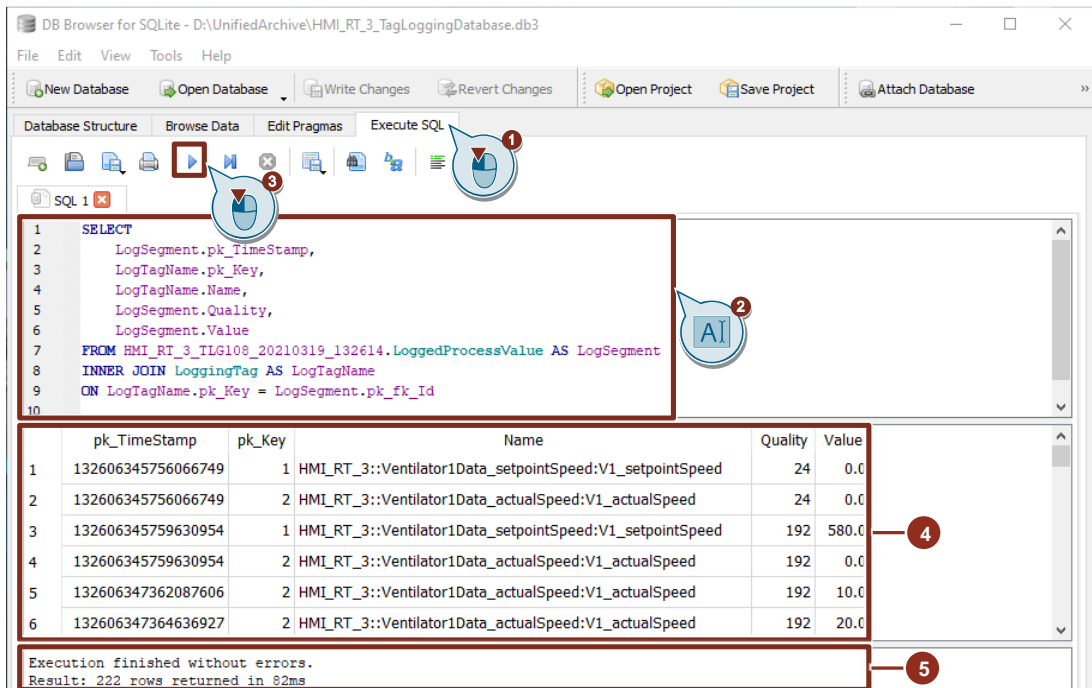 DB Browser for SQLite - D:\UnifiedArchive\HMI_RT_3_TagLoggingDatabase.db3
File Edit View Tools Help
New Database Open Database Write Changes Revert Changes Open Project Save Project Attach Database »
Database Structure Browse Data Edit Pragmas Execute SQL
1
3
SQL 1
1 SELECT
2 LogSegment.pk_TimeStamp,
3 LogTagName.pk_Key,
4 LogTagName.Name,
5 LogSegment.Quality,
6 LogSegment.Value
7 FROM HMI_RT_3_TLG108_20210319_132614.LoggedProcessValue AS LogSegment
8 INNER JOIN LoggingTag AS LogTagName
9 ON LogTagName.pk_Key = LogSegment.pk_fk_Id
10
2
A
pk_TimeStamp pk_Key Name Quality Value
1 132606345756066749 1 HMI_RT_3::Ventilator1Data_setpointSpeed:V1_setpointSpeed 24 0.0
2 132606345756066749 2 HMI_RT_3::Ventilator1Data_actualSpeed:V1_actualSpeed 24 0.0
3 132606345759630954 1 HMI_RT_3::Ventilator1Data_setpointSpeed:V1_setpointSpeed 192 580.0
4 132606345759630954 2 HMI_RT_3::Ventilator1Data_actualSpeed:V1_actualSpeed 192 0.0
5 132606347362087606 2 HMI_RT_3::Ventilator1Data_actualSpeed:V1_actualSpeed 192 10.0
6 132606347364636927 2 HMI_RT_3::Ventilator1Data_actualSpeed:V1_actualSpeed 192 20.0
4
Execution finished without errors.
Result: 222 rows returned in 82ms
5